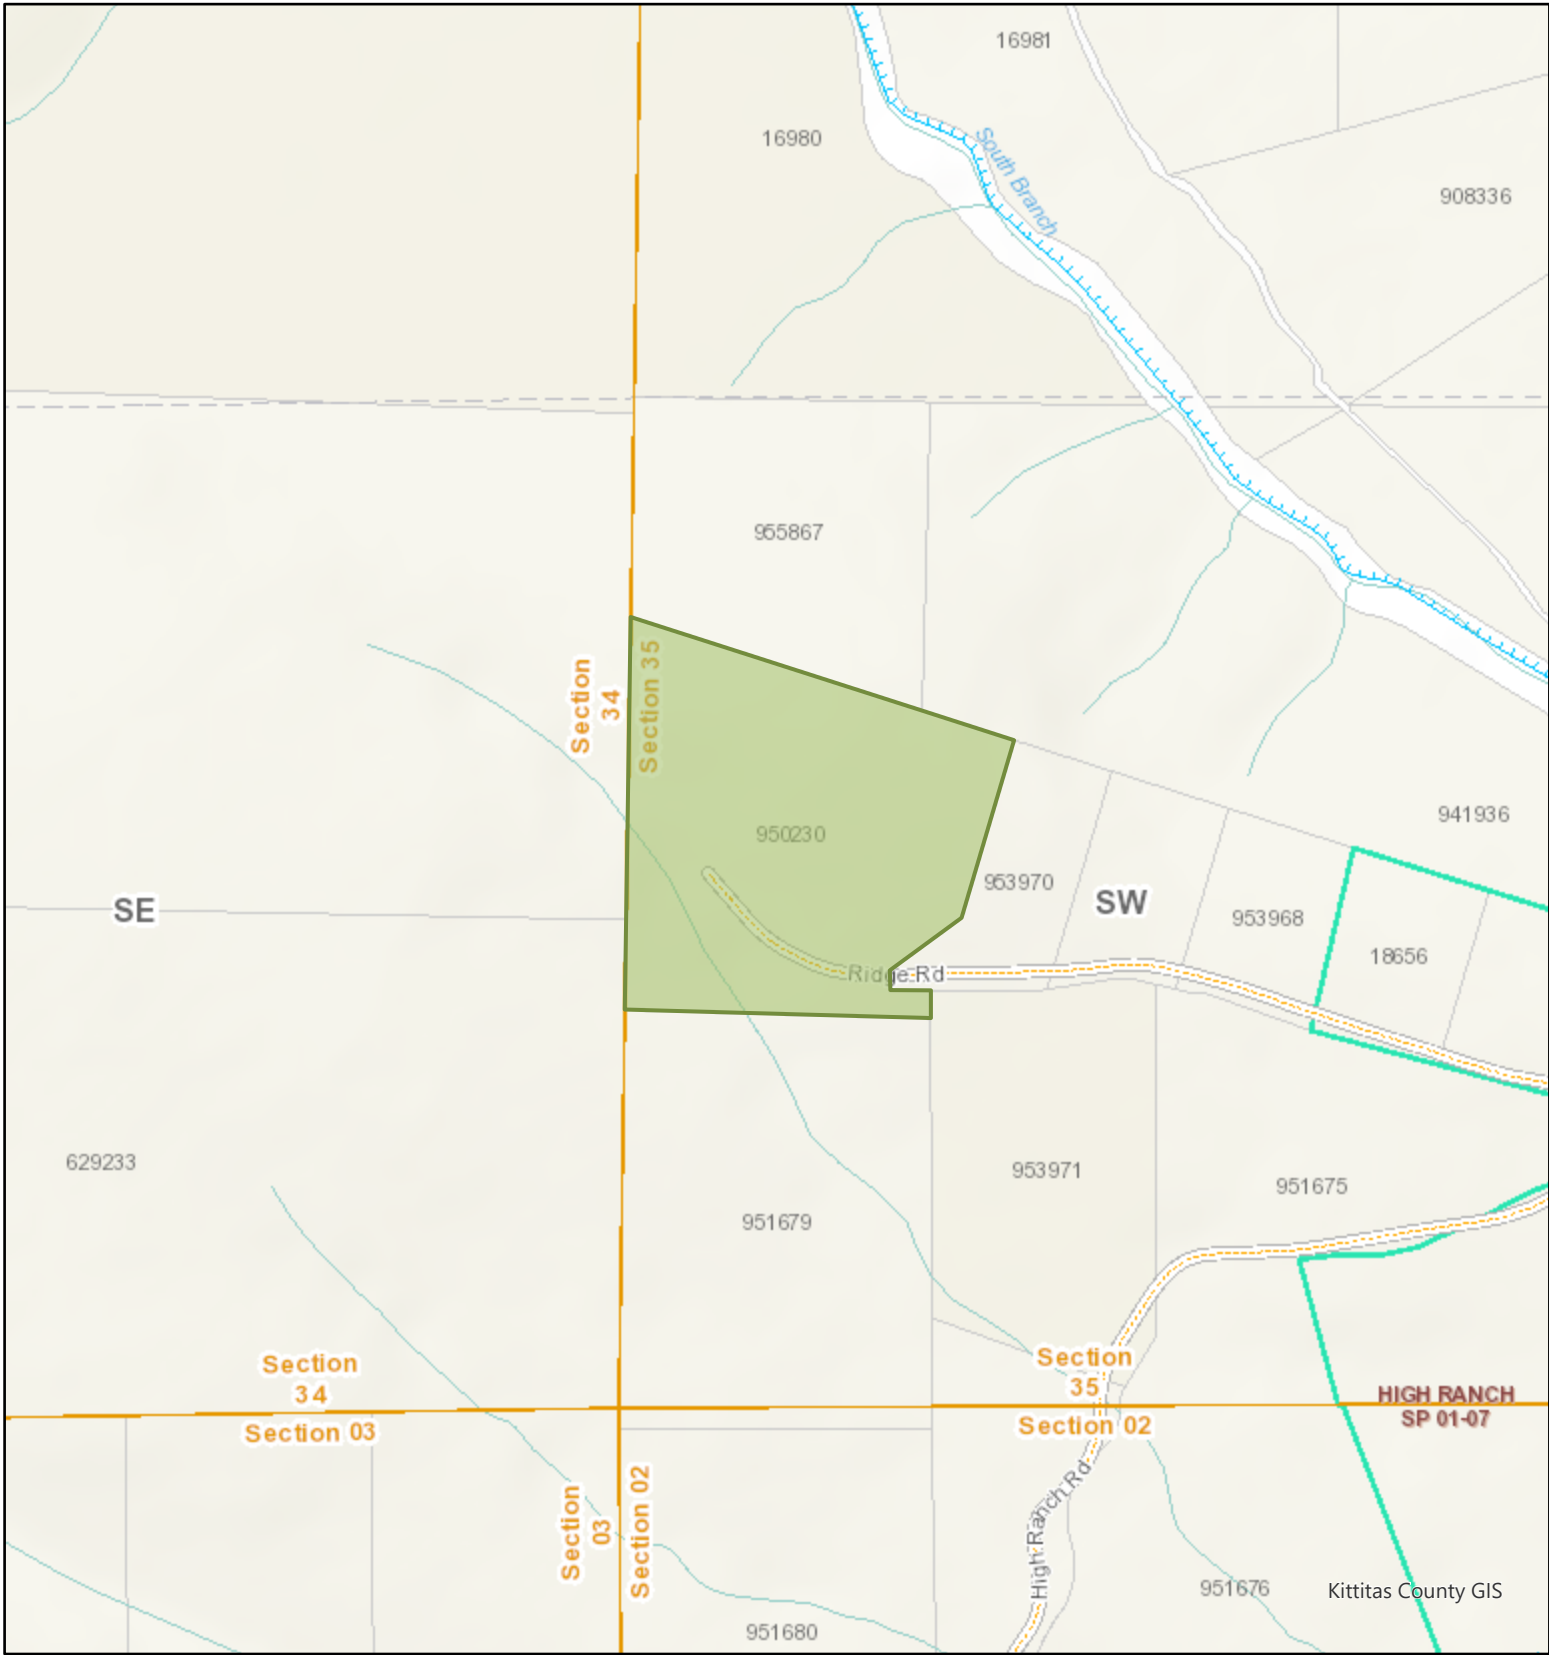 16981
16980
South Branch
908336
955867
Section
34
Section 35
950230
941936
953970
SE
SW
953968
18656
Ridge Rd
629233
953971
951675
951679
Section
34
Section
35
HIGH RANCH
SP 01-07
Section 03
Section 02
Section
03
Section 02
High Ranch Rd
951676
Kittitas County GIS
951680